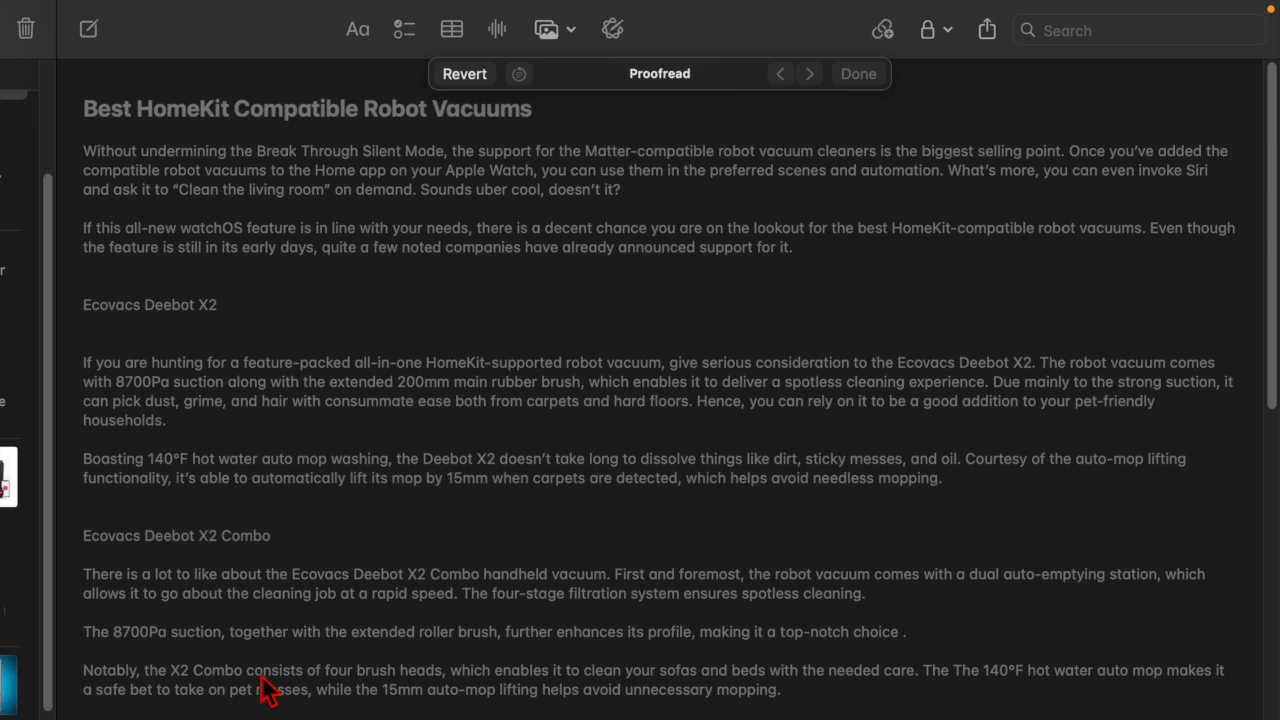 Aa
Search
Revert
Proofread
Done
Best HomeKit Compatible Robot Vacuums
Without undermining the Break Through Silent Mode, the support for the Matter-compatible robot vacuum cleaners is the biggest selling point. Once you've added the
compatible robot vacuums to the Home app on your Apple Watch, you can use them in the preferred scenes and automation. What's more, you can even invoke Siri
and ask it to “Clean the living room” on demand. Sounds uber cool, doesn't it?
If this all-new watchOS feature is in line with your needs, there is a decent chance you are on the lookout for the best HomeKit-compatible robot vacuums. Even though
the feature is still in its early days, quite a few noted companies have already announced support for it.
Ecovacs Deebot X2
If you are hunting for a feature-packed all-in-one HomeKit-supported robot vacuum, give serious consideration to the Ecovacs Deebot X2. The robot vacuum comes
with 8700Pa suction along with the extended 200mm main rubber brush, which enables it to deliver a spotless cleaning experience. Due mainly to the strong suction, it
can pick dust, grime, and hair with consummate ease both from carpets and hard floors. Hence, you can rely on it to be a good addition to your pet-friendly
households.
Boasting 140°F hot water auto mop washing, the Deebot X2 doesn't take long to dissolve things like dirt, sticky messes, and oil. Courtesy of the auto-mop lifting
functionality, it's able to automatically lift its mop by 15mm when carpets are detected, which helps avoid needless mopping.
Ecovacs Deebot X2 Combo
There is a lot to like about the Ecovacs Deebot X2 Combo handheld vacuum. First and foremost, the robot vacuum comes with a dual auto-emptying station, which
allows it to go about the cleaning job at a rapid speed. The four-stage filtration system ensures spotless cleaning.
The 8700Pa suction, together with the extended roller brush, further enhances its profile, making it a top-notch choice .
Notably, the X2 Combo consists of four brush heads, which enables it to clean your sofas and beds with the needed care. The The 140°F hot water auto mop makes it
a safe bet to take on pet messes, while the 15mm auto-mop lifting helps avoid unnecessary mopping.